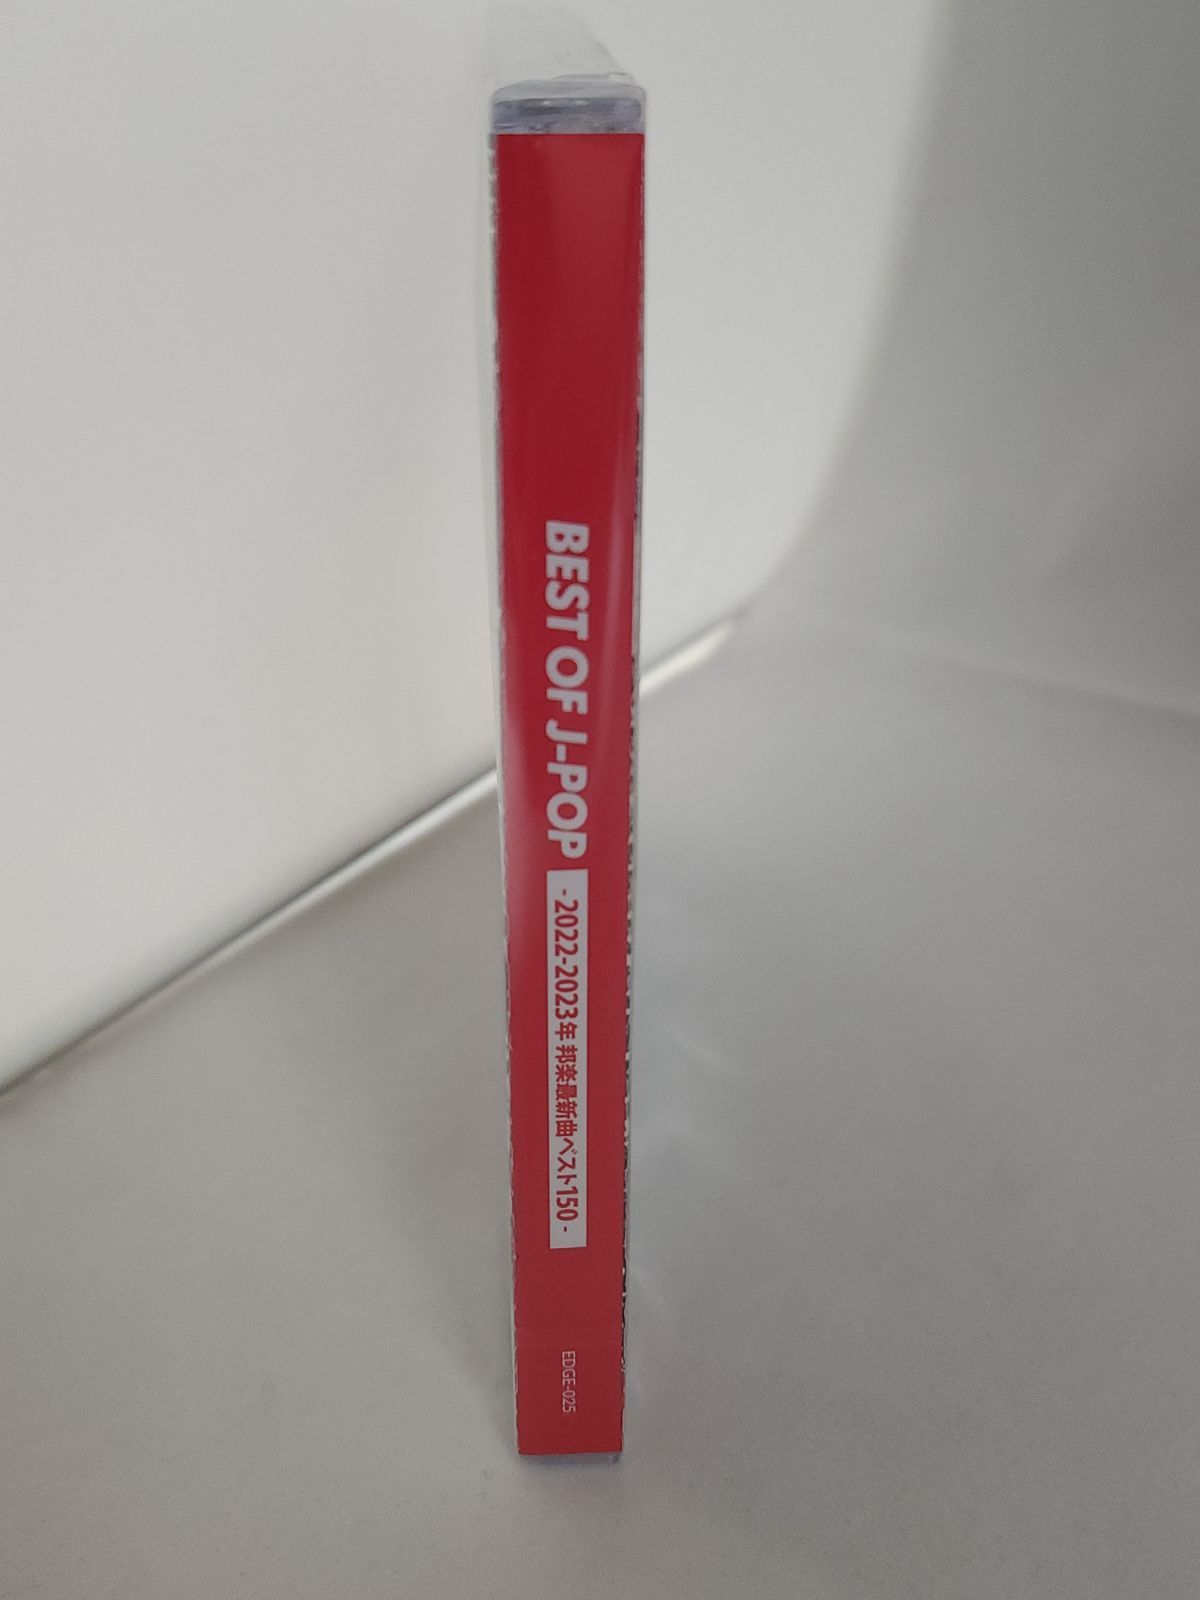 BEST OF J-POP
- 2022-2023年 邦楽最新曲ベスト150 -
EDGE-025